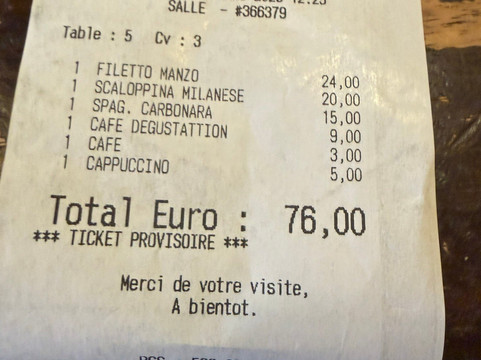 SALLE - #366379
Table : 5 Cv : 3
1 FILETTO MANZO 24,00
1 SCALOPPINA MILANESE 20,00
1 SPAG. CARBONARA 15,00
1 CAFE DEGUSTATTION 9,00
1 CAFE 3,00
1 CAPPUCCINO 5,00
Total Euro : 76,00
*** TICKET PROVISOIRE ***
Merci de votre visite,
A bientot.